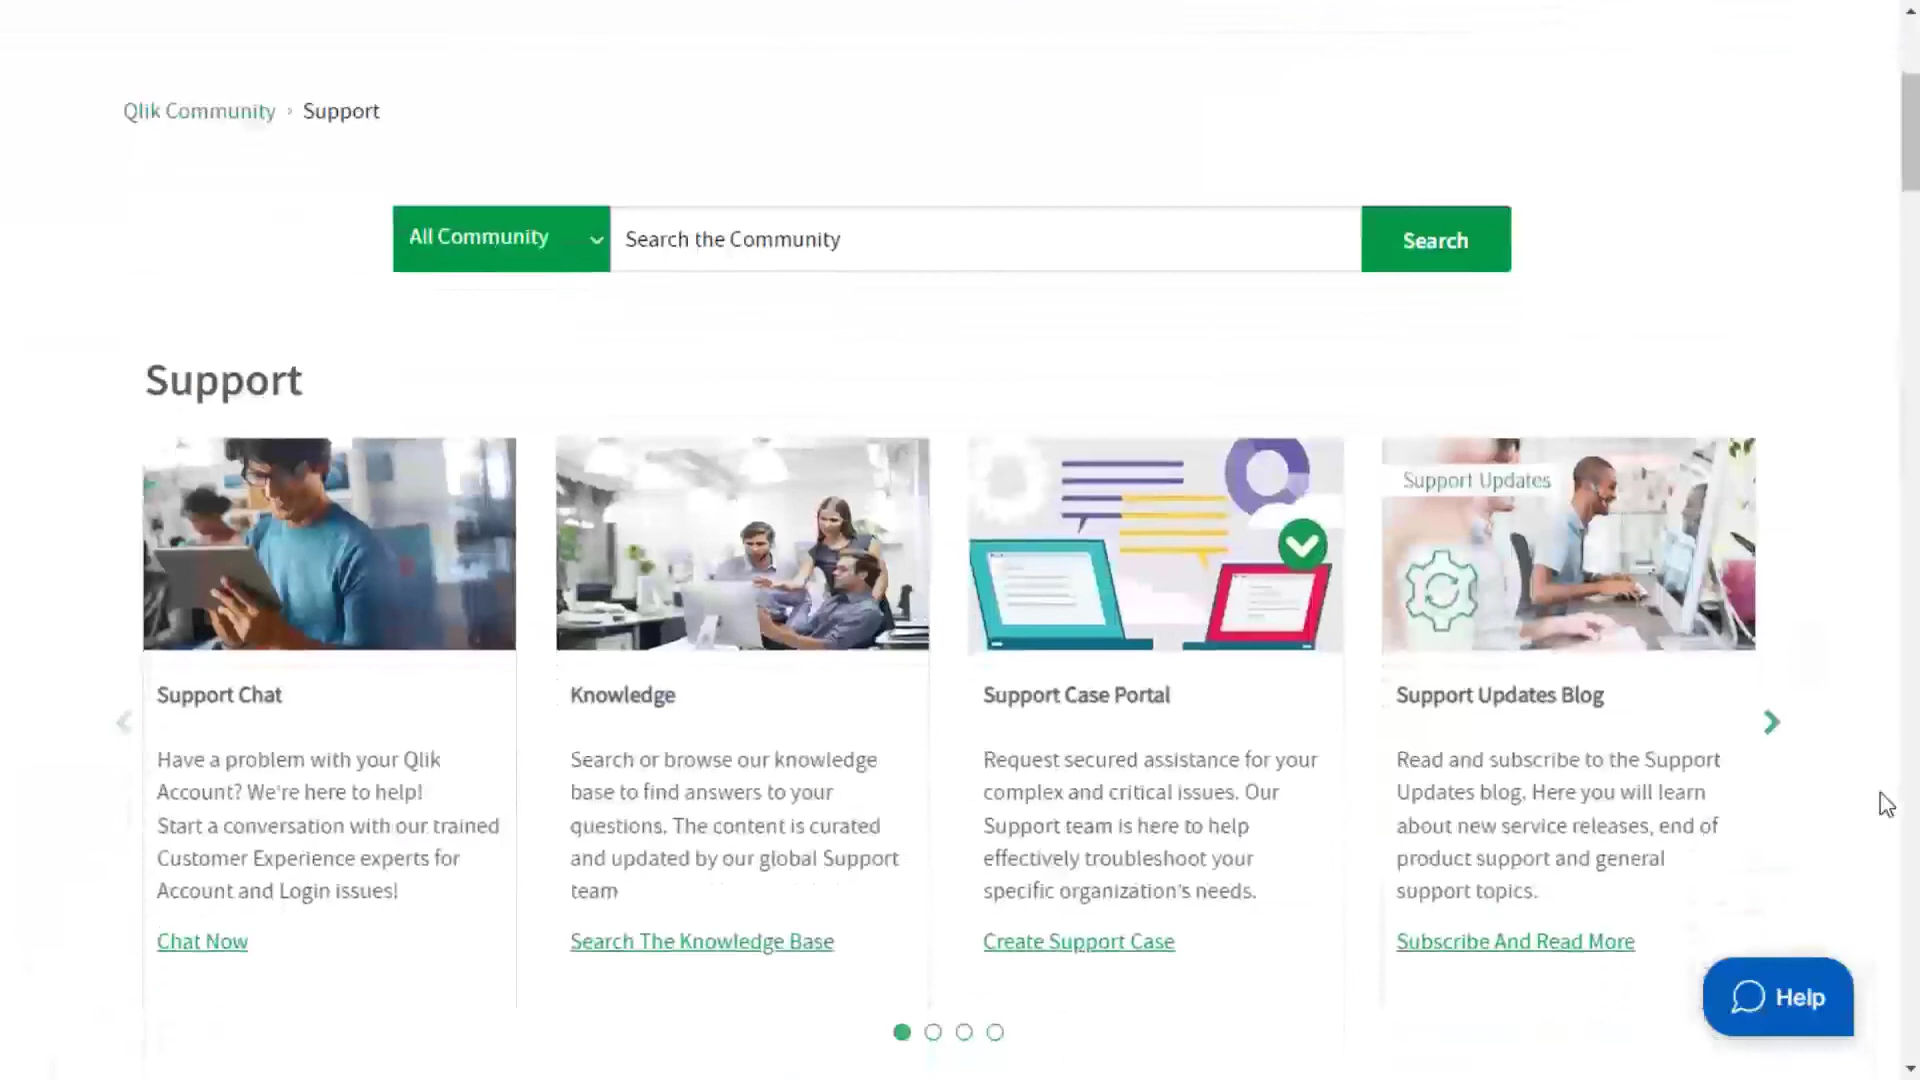 Qlik Community › Support
All Community
Search the Community
Search
Support
Support Updates
Support Chat
Have a problem with your Qlik
Account? We're here to help!
Start a conversation with our trained
Customer Experience experts for
Account and Login issues!
Chat Now
Knowledge
Search or browse our knowledge
base to find answers to your
questions. The content is curated
and updated by our global Support
team
Search The Knowledge Base
Support Case Portal
Request secured assistance for your
complex and critical issues. Our
Support team is here to help
effectively troubleshoot your
specific organization's needs.
Create Support Case
Support Updates Blog
Read and subscribe to the Support
Updates blog. Here you will learn
about new service releases, end of
product support and general
support topics.
Subscribe And Read More
Help